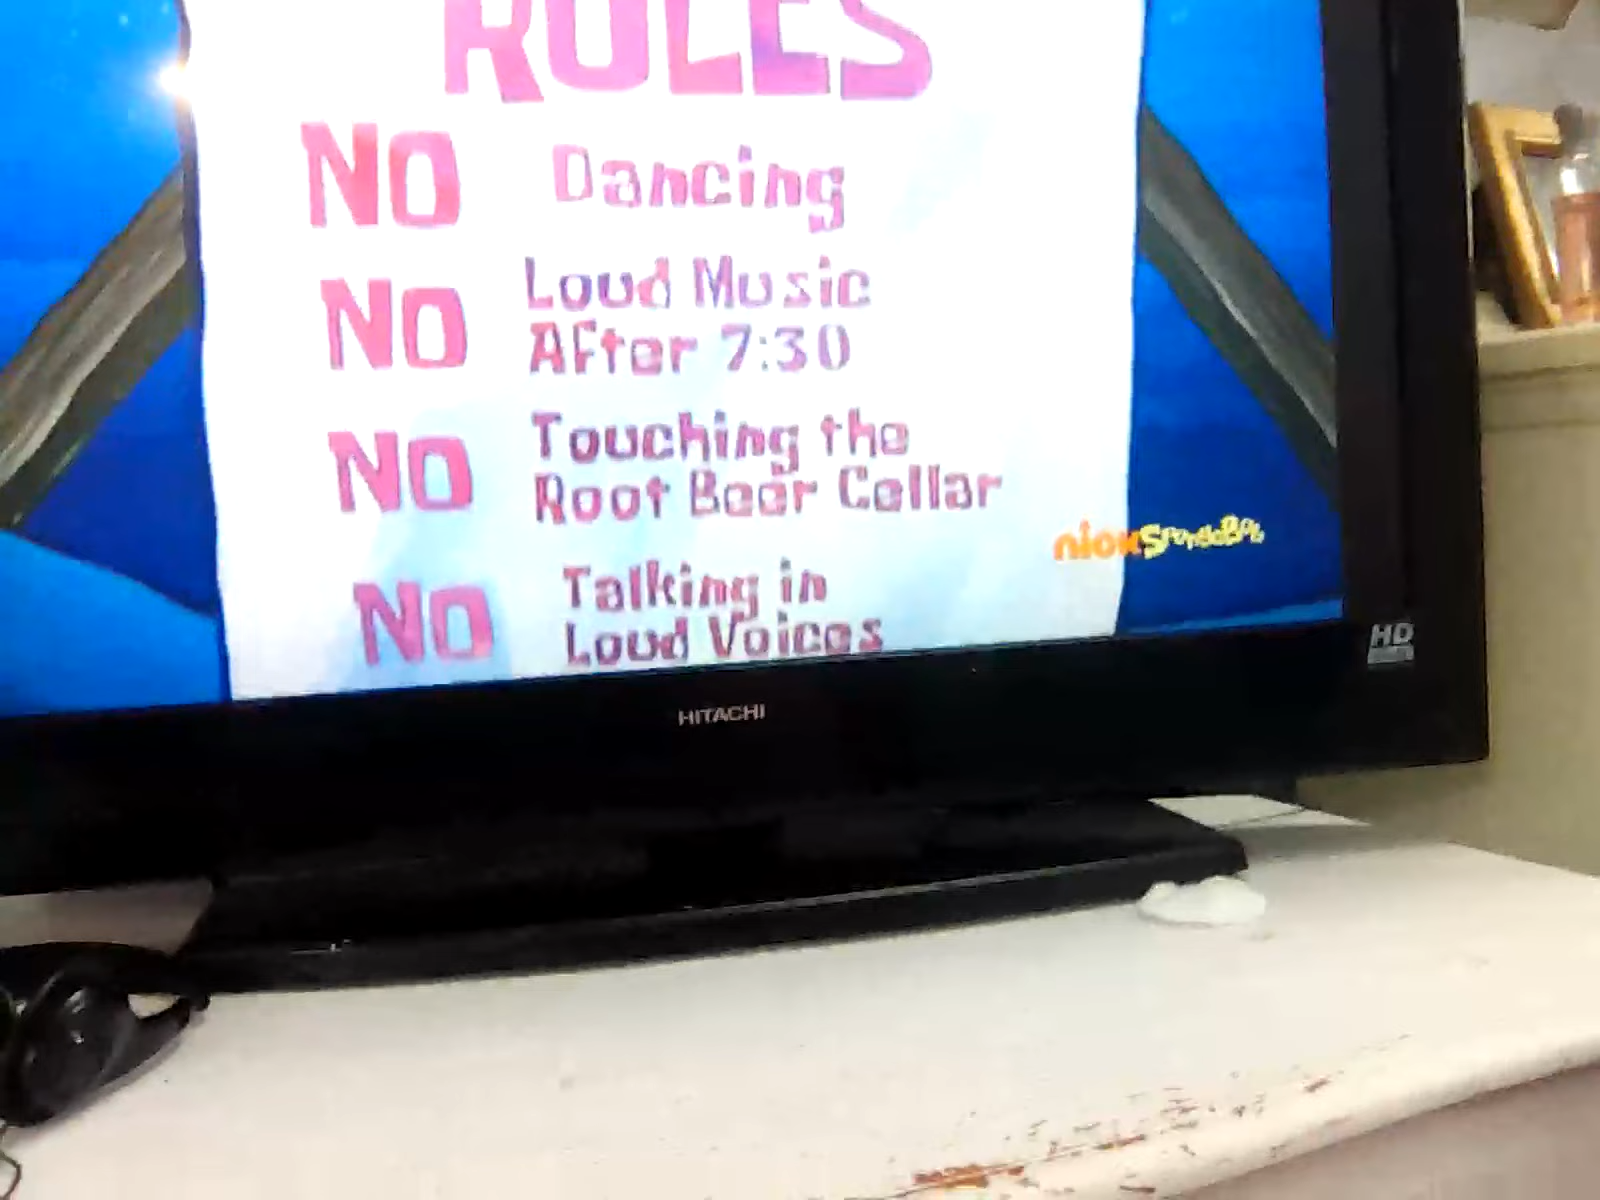 RULES
NO Dancing
NO Loud Music
After 7:30
NO Touching the
Root Beer Cellar
nick SpongeBob
NO Talking in
Loud Voices
HD
HITACHI